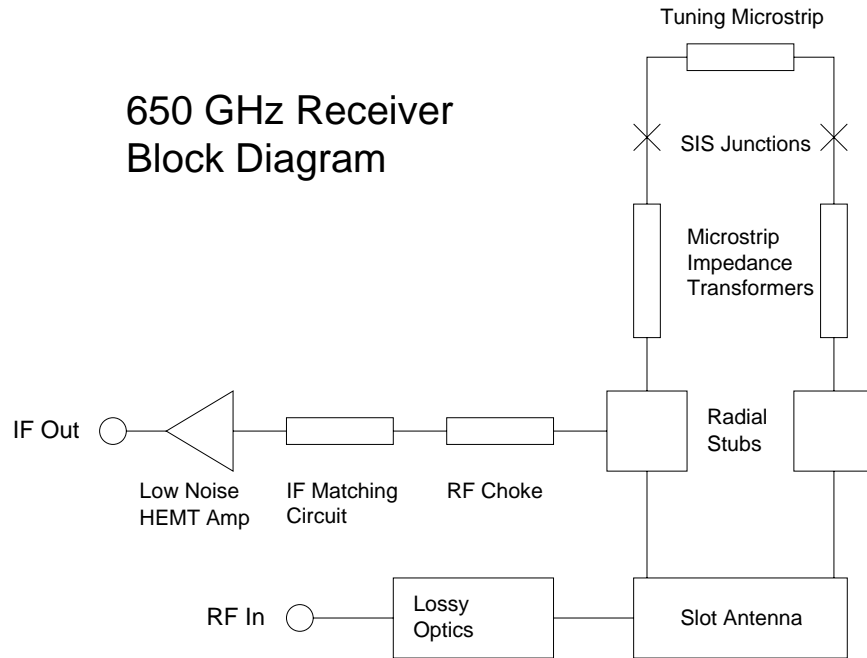 Tuning Microstrip
650 GHz Receiver
Block Diagram
SIS Junctions
Microstrip
Impedance
Transformers
IF Out
Radial
Stubs
Low Noise
HEMT Amp
IF Matching
Circuit
RF Choke
RF In
Lossy
Optics
Slot Antenna